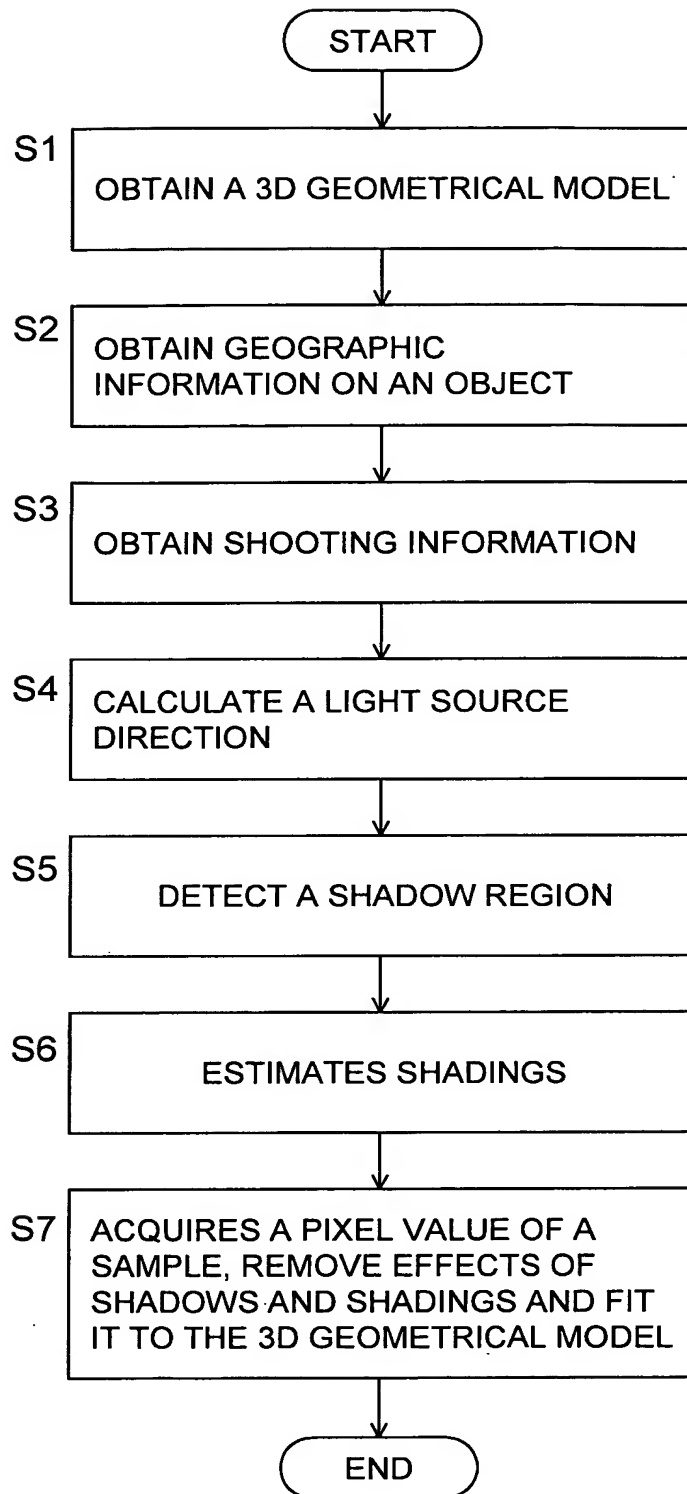 START
S1
OBTAIN A 3D GEOMETRICAL MODEL
S2
OBTAIN GEOGRAPHIC
INFORMATION ON AN OBJECT
S3
OBTAIN SHOOTING INFORMATION
S4
CALCULATE A LIGHT SOURCE
DIRECTION
S5
DETECT A SHADOW REGION
S6
ESTIMATES SHADINGS
S7
ACQUIRES A PIXEL VALUE OF A
SAMPLE, REMOVE EFFECTS OF
SHADOWS AND SHADINGS AND FIT
IT TO THE 3D GEOMETRICAL MODEL
END